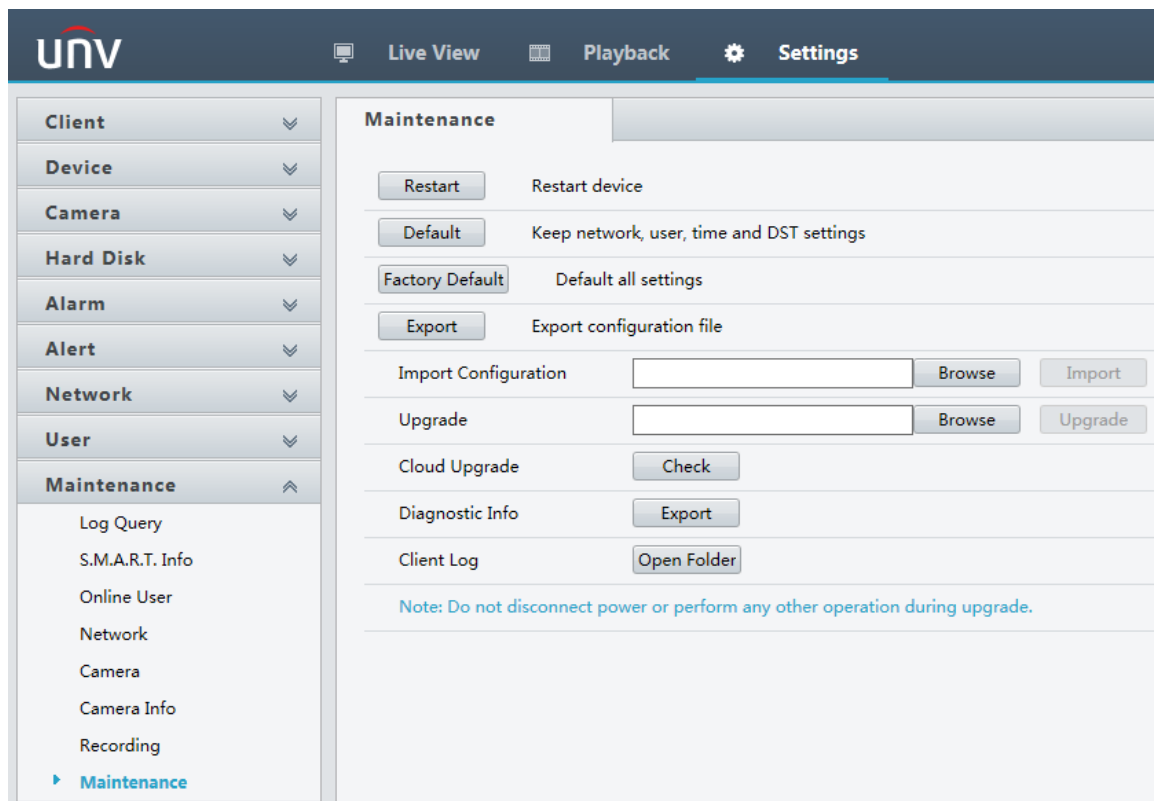 unv
Live View
Playback
Settings
Client
Device
Camera
Hard Disk
Alarm
Alert
Network
User
Maintenance
Log Query
S.M.A.R.T. Info
Online User
Network
Camera
Camera Info
Recording
Maintenance
Maintenance
Restart Restart device
Default Keep network, user, time and DST settings
Factory Default Default all settings
Export Export configuration file
Import Configuration Browse Import
Upgrade Browse Upgrade
Cloud Upgrade Check
Diagnostic Info Export
Client Log Open Folder
Note: Do not disconnect power or perform any other operation during upgrade.